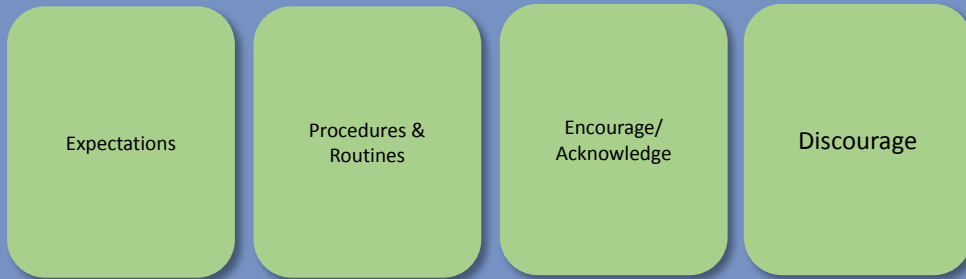 Expectations
Procedures &
Routines
Encourage/
Acknowledge
Discourage